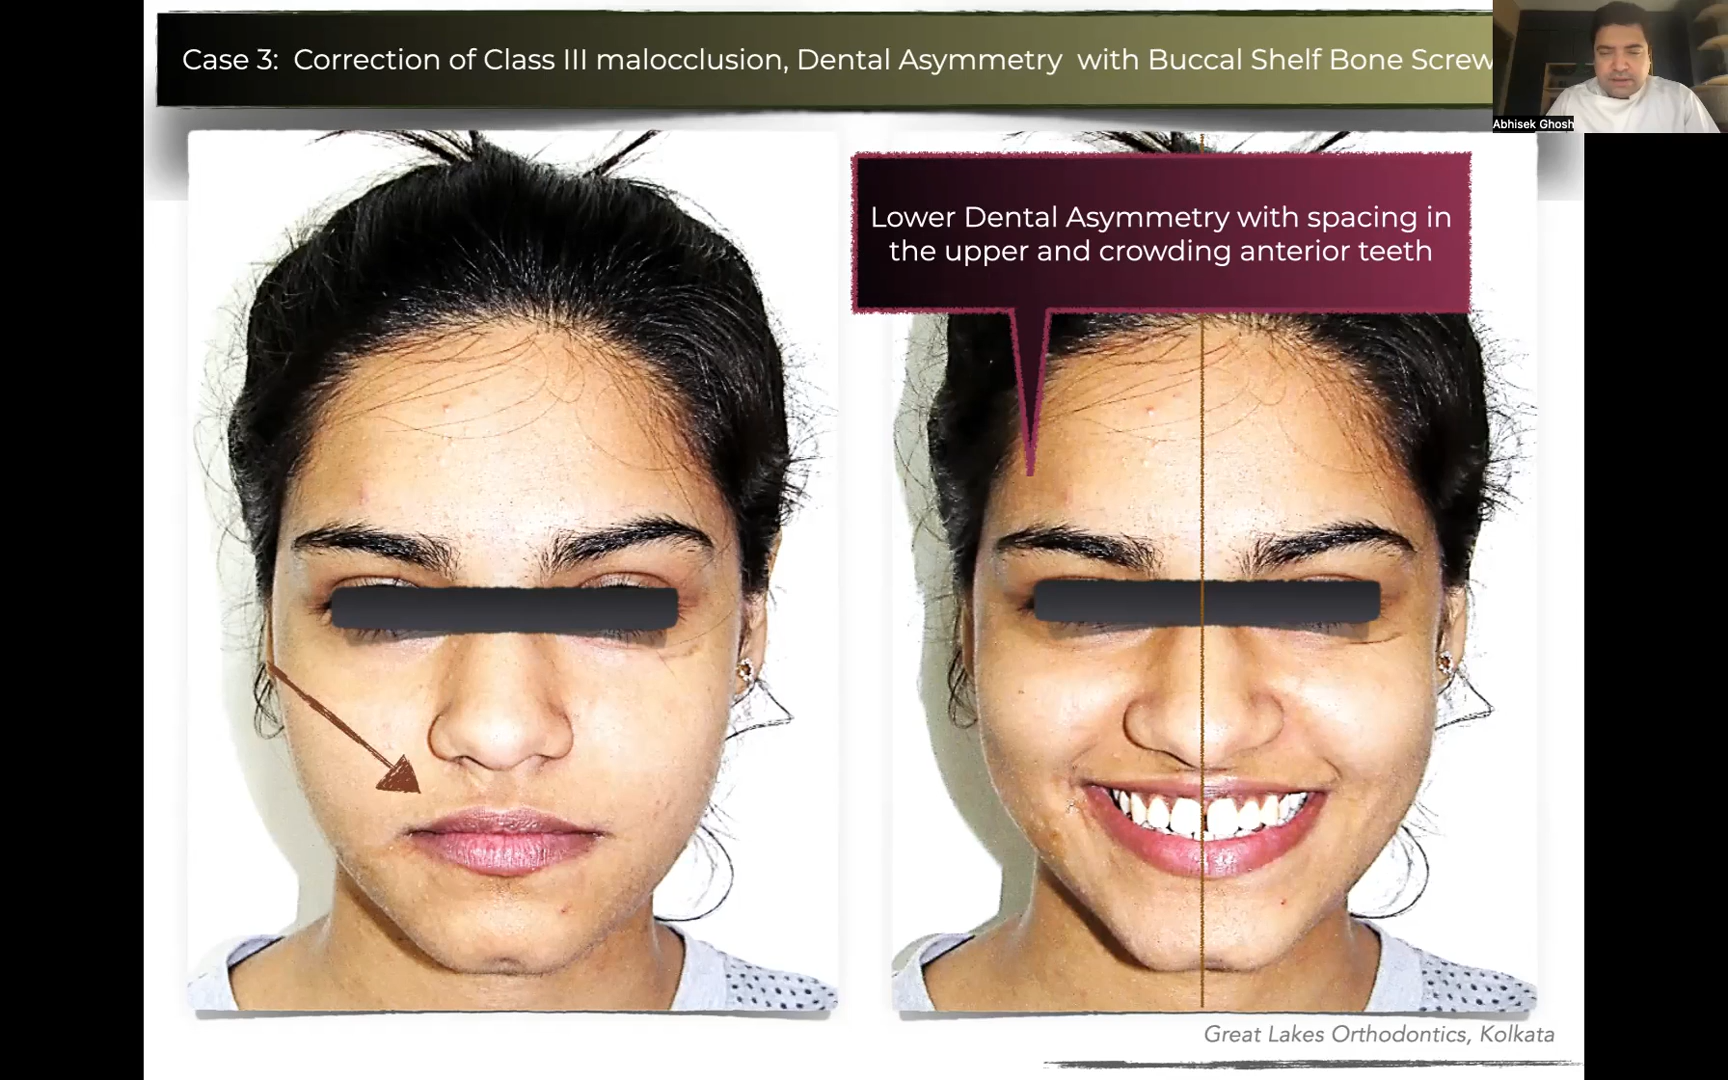 Case 3:  Correction of Class III malocclusion, Dental Asymmetry  with Buccal Shelf Bone Screw
Abhisek Ghosh
Lower Dental Asymmetry with spacing in
the upper and crowding anterior teeth
Great Lakes Orthodontics, Kolkata